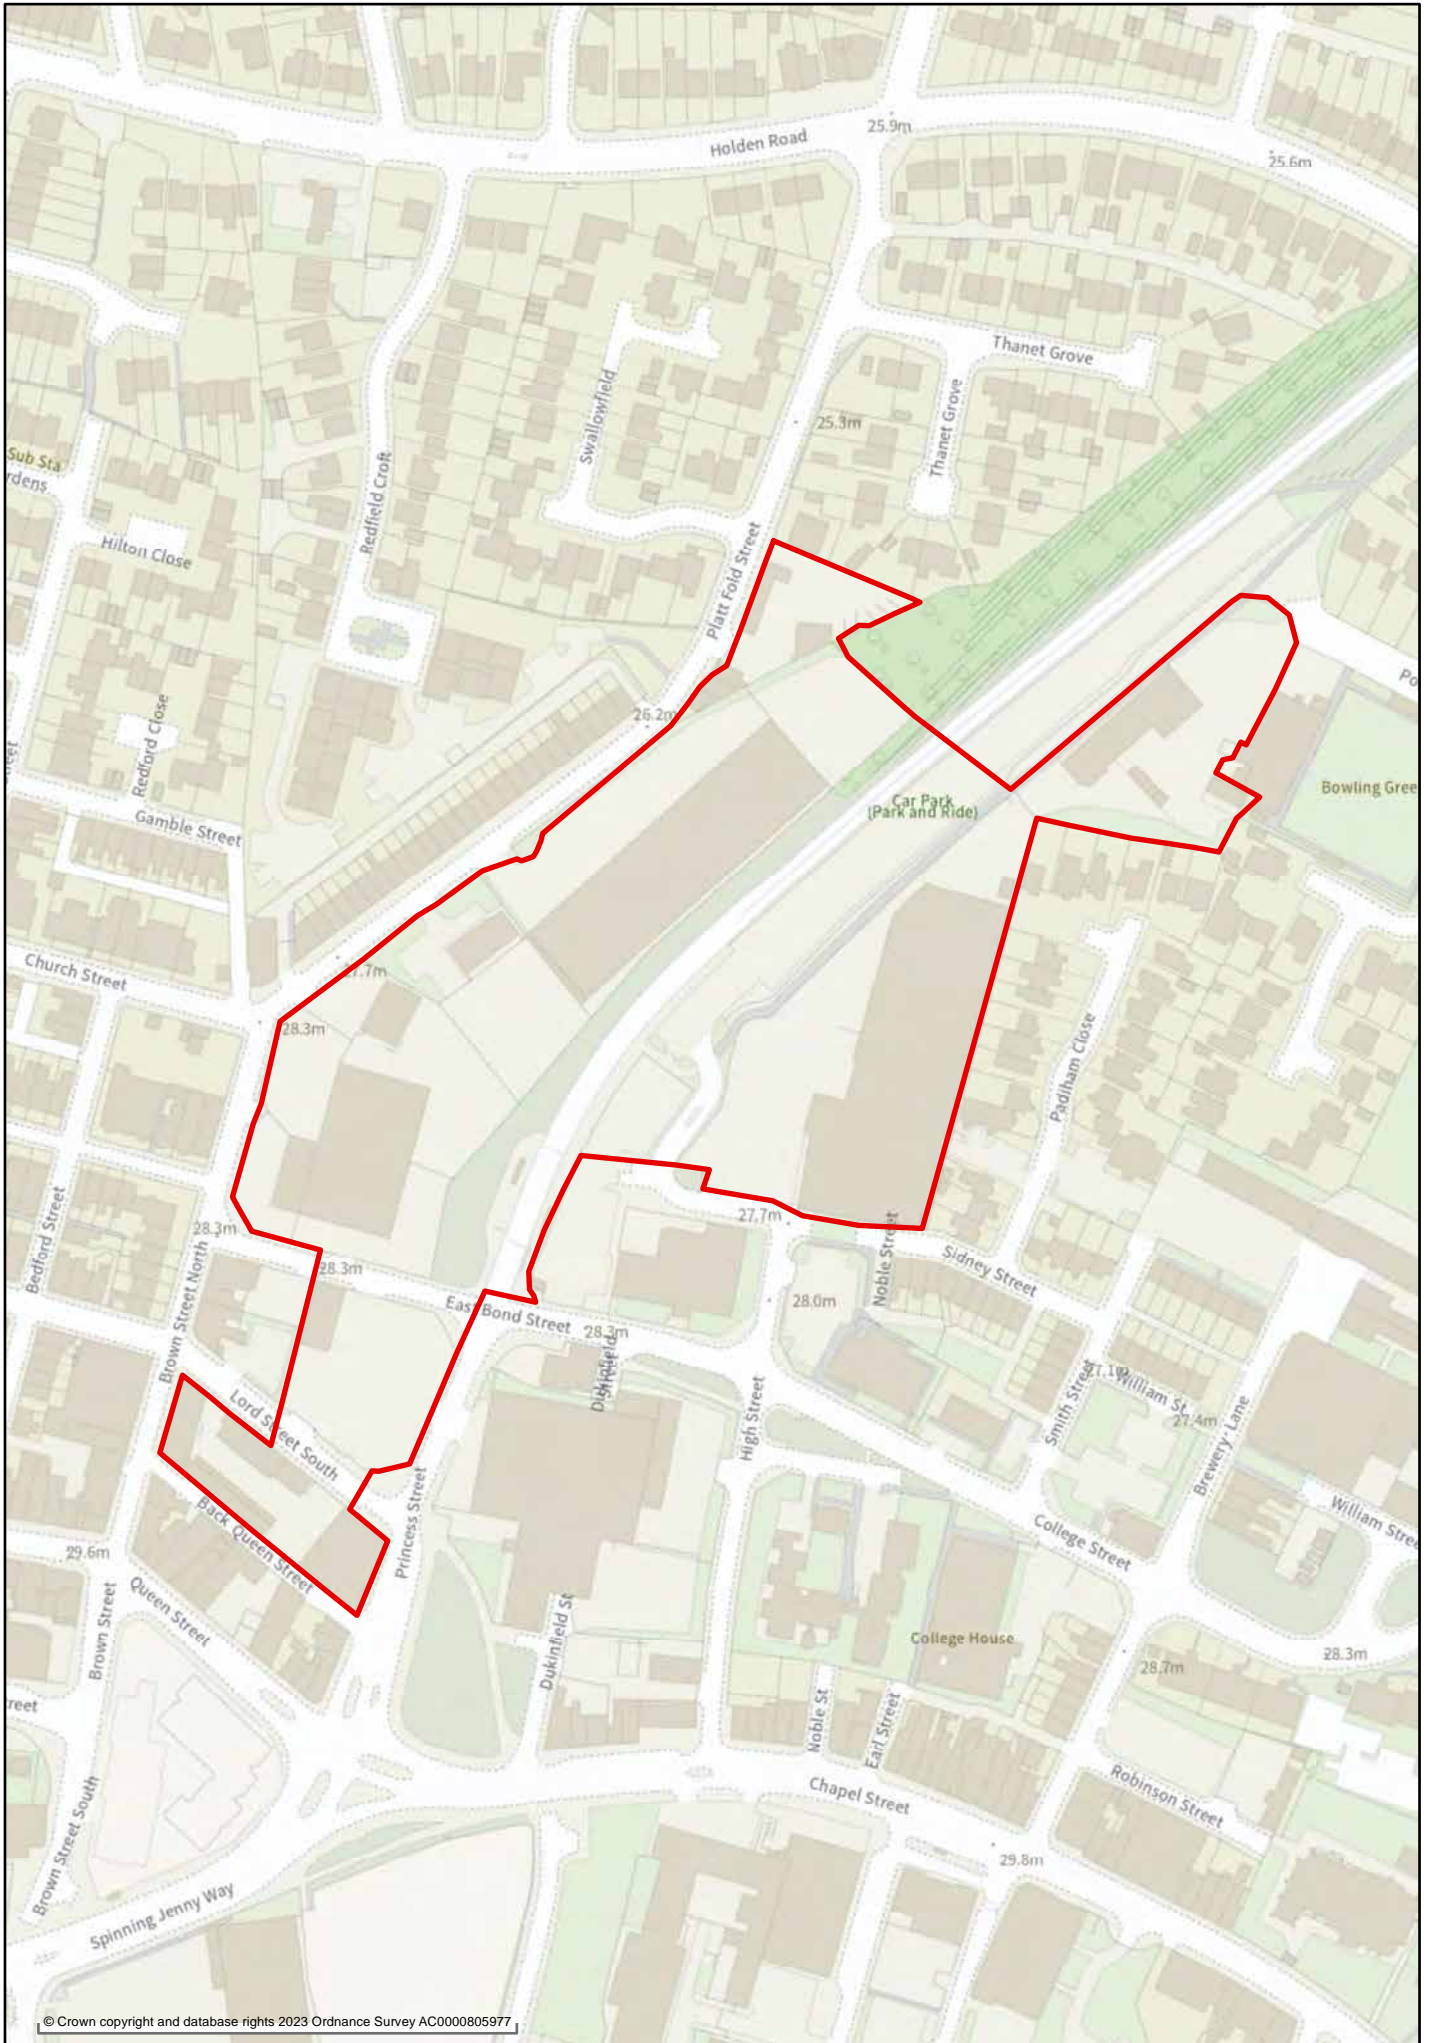 Holden Road
25.9m
25.6m
Thanet Grove
Thanet Grove
Swallowfield
25.3m
Sub Sta
rdens
Redfield Croft
Hilton Close
Platt Fold Street
Redford Close
26.2m
Po
Bowling Gree
Car Park
(Park and Ride)
Gamble Street
Church Street
28.3m
Padiham Close
Bedford Street
28.3m
Brown Street North
28.3m
27.7m
Noble Street
Sidney Street
East Bond Street
28.3m
28.0m
Street
High Street
Smith Street
William St
27.4m
Brewery Lane
Lord Street South
Back Queen Street
Princess Street
College Street
William Stre
29.6m
Queen Street
Brown Street
Dukinfield St
College House
28.7m
28.3m
reet
Noble St
Earl Street
Chapel Street
Robinson Street
29.8m
Brown Street South
Spinning Jenny Way
© Crown copyright and database rights 2023 Ordnance Survey AC0000805977